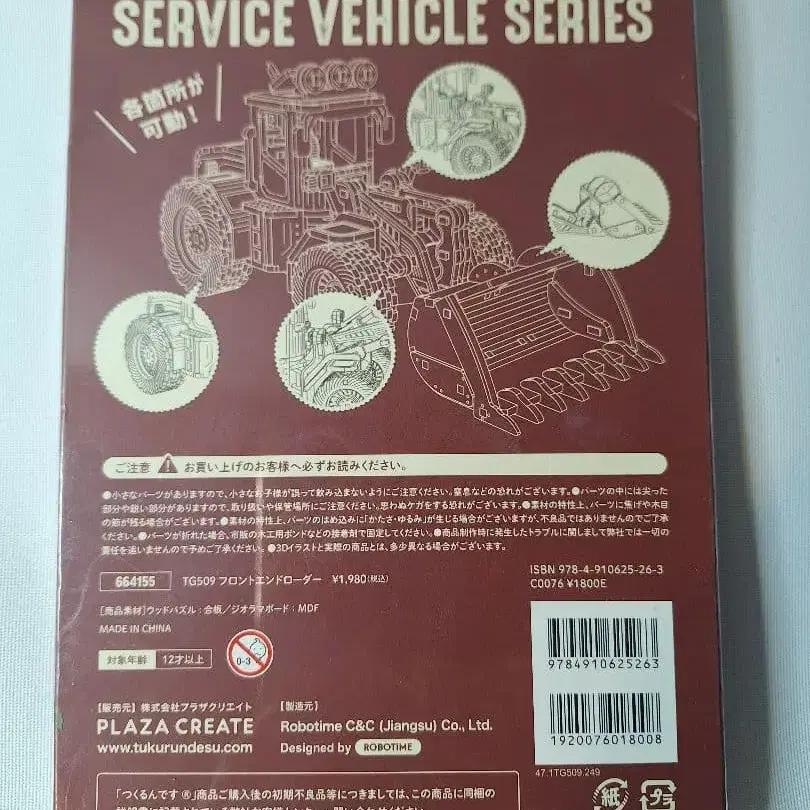 SERVICE VEHICLE SERIES
各箇所が
可動！
ご注意 お買い上げのお客様へ必ずお読みください。
●小さなパーツがありますので、小さなお子様が誤って飲み込まないようにご注意ください。窒息などの恐れがございます。●パーツの中には尖った
部分や鋭い部分がありますので、取り扱いや保管場所にご注意ください。思わぬケガをする恐れがございます。●素材の特性上、パーツに焦げや木目
の節が残る場合がございます。●素材の特性上、パーツのはめ込みに「かたさ・ゆるみ」が生じる場合がございますが、不良品ではありませんのでご了承
ください。●パーツが折れた場合、市販の木工用ボンドなどの接着剤で固定してください。●商品制作時に発生したトラブルに関しまして弊社では一切の
責任を追いませんので予めご了承ください。●3Dイラストと実際の商品とは、多少異なる場合がございます。
664155 TG509 フロントエンドローダー ¥1,980(税込)
ISBN 978-4-910625-26-3
C0076 ¥1800E
[商品素材]ウッドパズル：合板/ジオラマボード：MDF
MADE IN CHINA
対象年齢 12才以上 0-3
9784910625263
【販売元】株式会社プラザクリエイト
PLAZA CREATE
www.tukurundesu.com
【製造元】
Robotime C&C (Jiangsu) Co., Ltd.
Designed by ROBOTIME
1920076018008
47.1TG509.249
「つくるんです®」商品ご購入後の初期不良品等につきましては、この商品に同梱の
紙 プラ